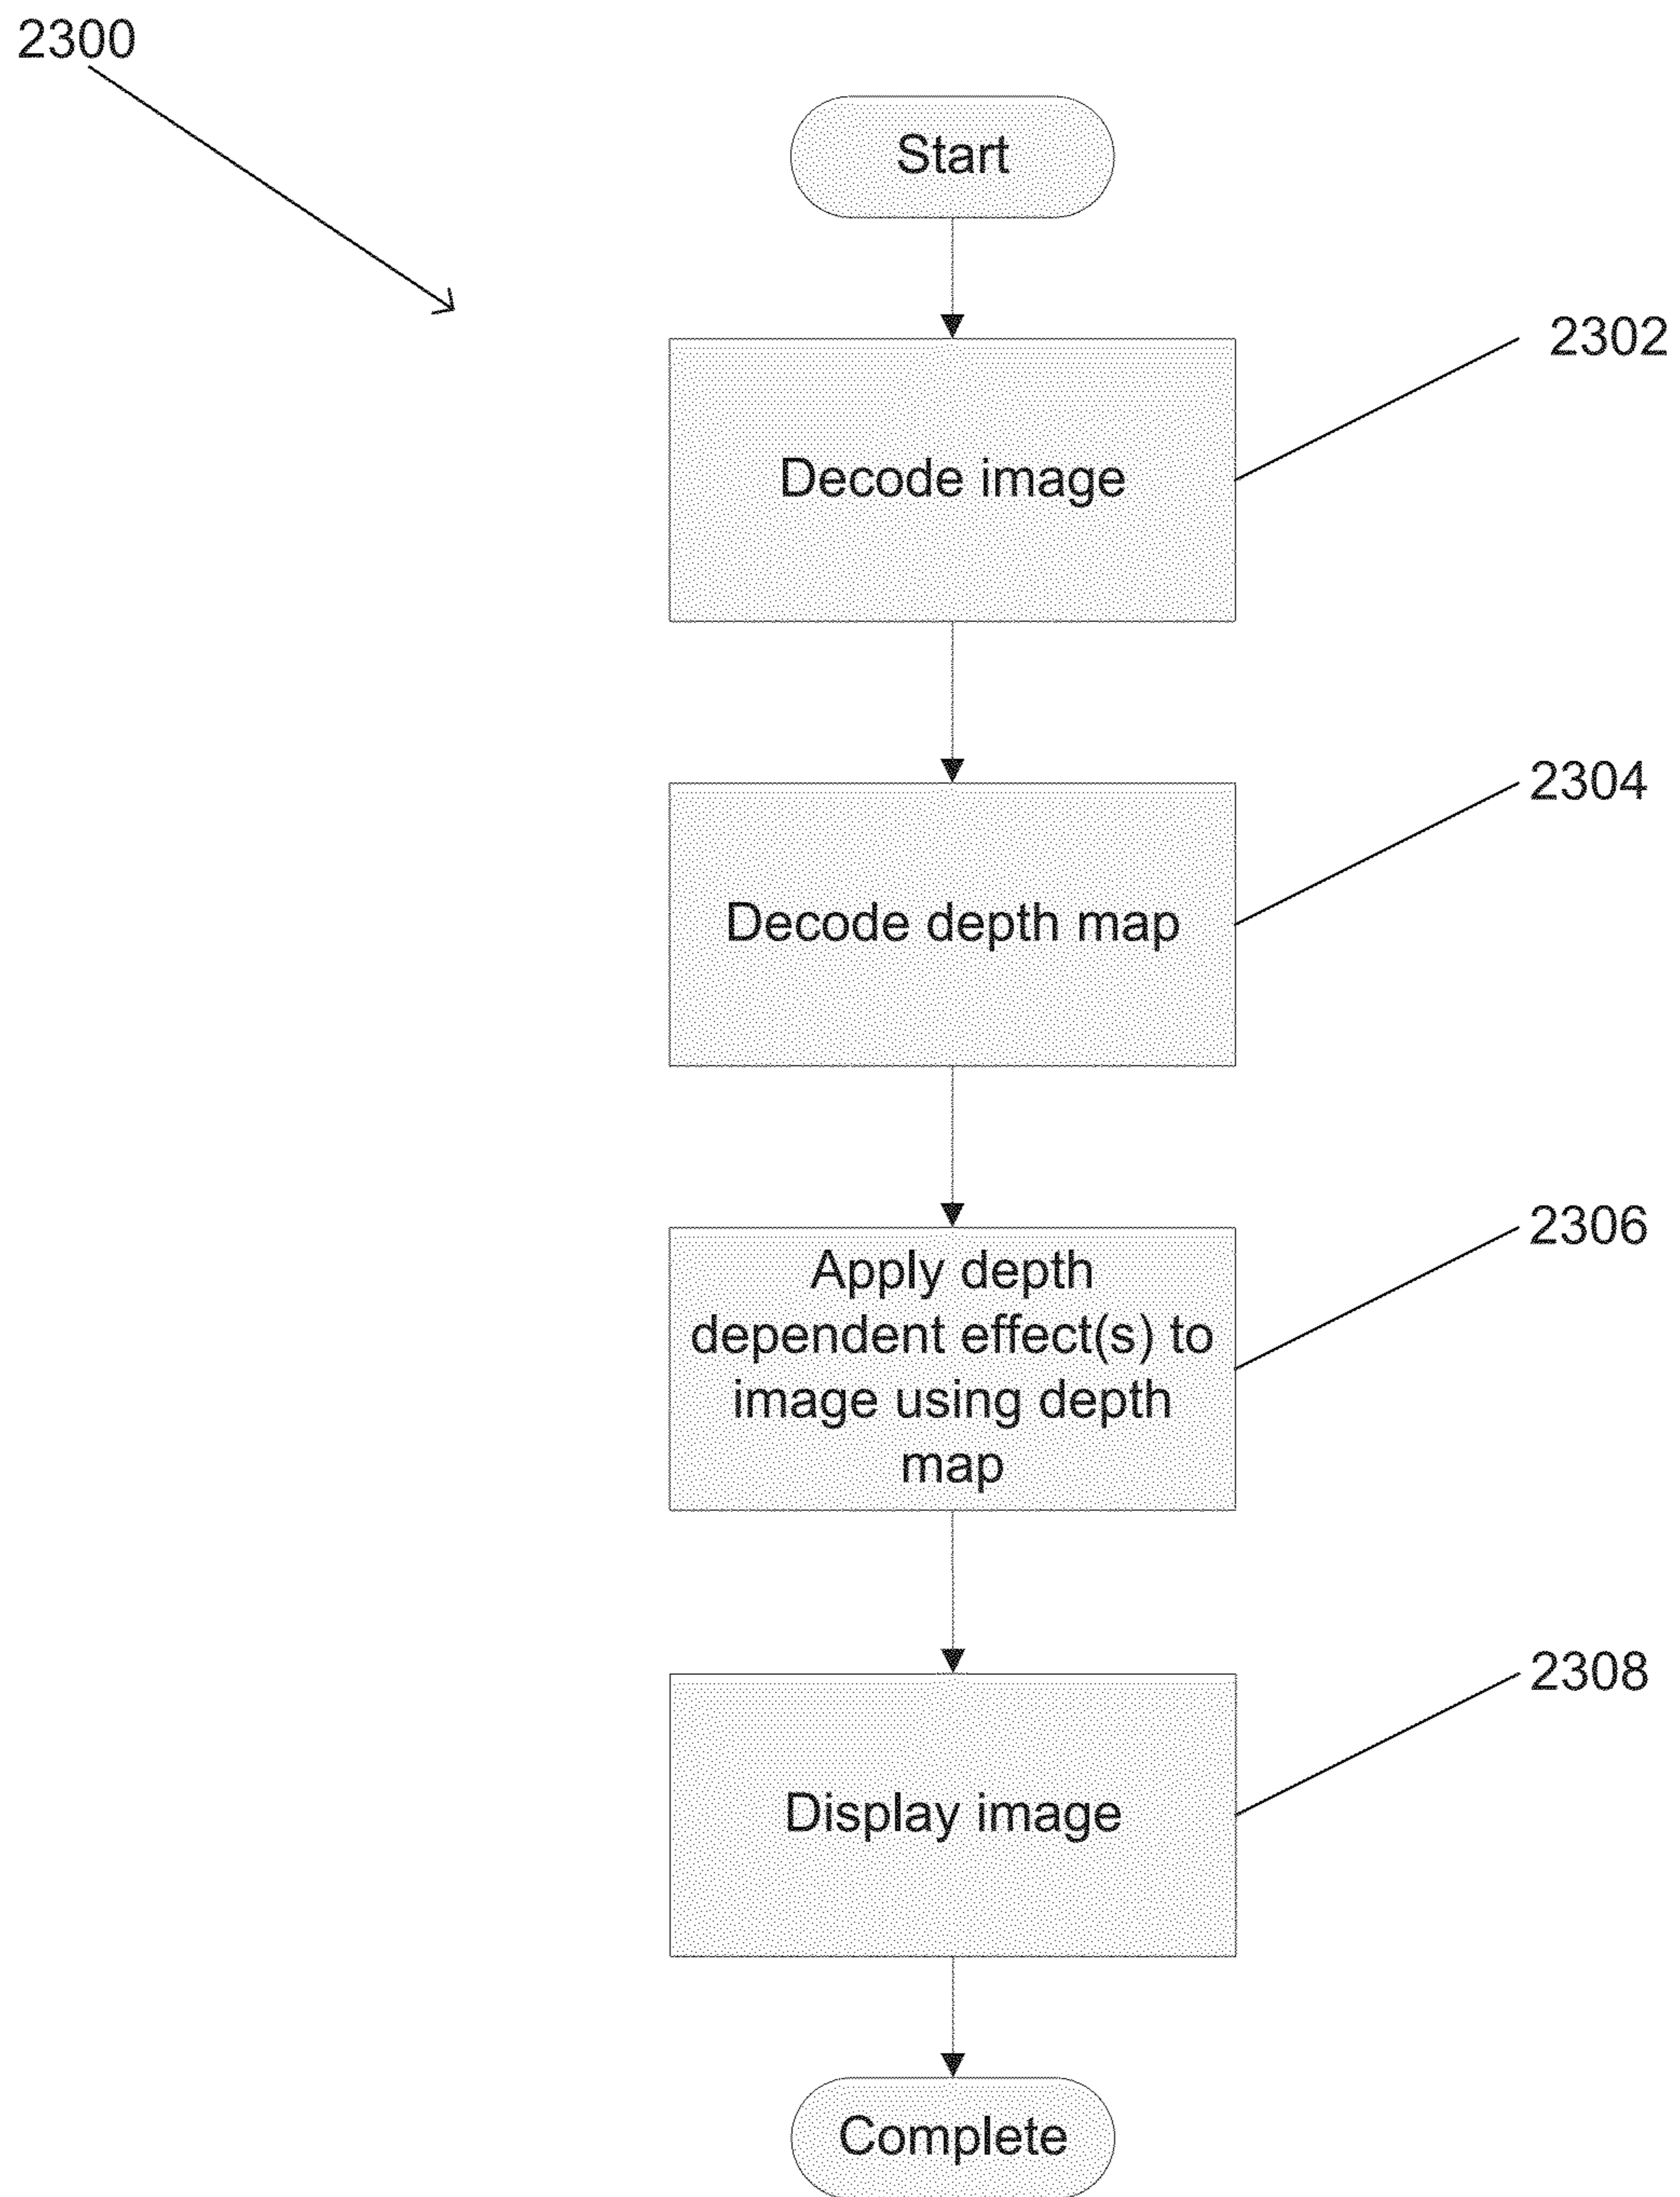 2300
Start
2302
Decode image
2304
Decode depth map
2306
Apply depth
dependent effect(s) to
image using depth
map
2308
Display image
Complete